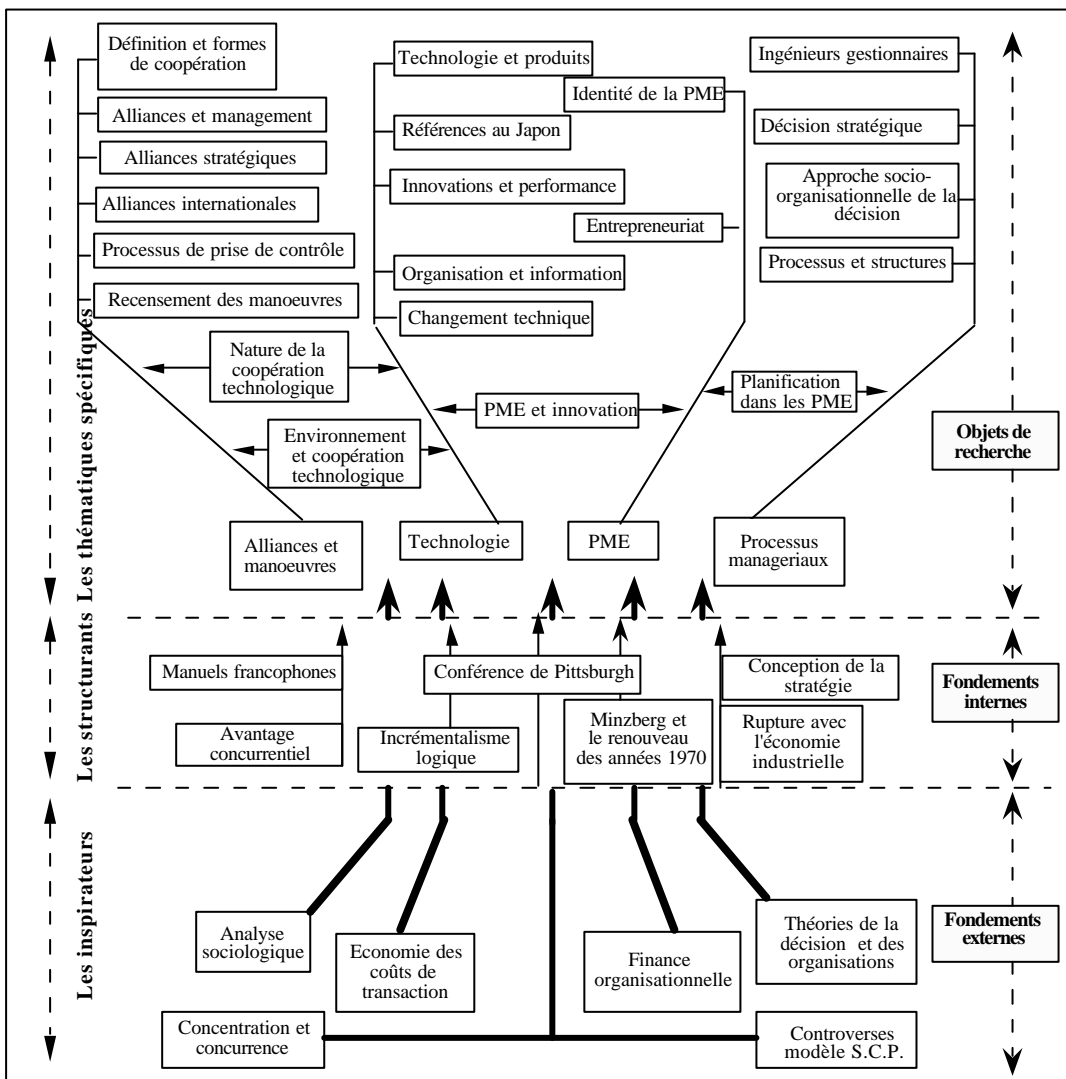 Définition et formes
de coopération
Alliances et management
Alliances stratégiques
Alliances internationales
Processus de prise de contrôle
Recensement des manoeuvres
Technologie et produits
Références au Japon
Innovations et performance
Organisation et information
Changement technique
Identité de la PME
Entrepreneuriat
Ingénieurs gestionnaires
Décision stratégique
Approche socio-
organisationnelle de la
décision
Processus et structures
Nature de la
coopération
technologique
Environnement
et coopération
technologique
PME et innovation
Planification
dans les PME
Alliances et
manoeuvres
Technologie
PME
Processus
manageriaux
Les thématiques spécifiques
Objets de
recherche
Manuels francophones
Avantage
concurrentiel
Incrémentalisme
logique
Conférence de Pittsburgh
Minzberg et
le renouveau
des années 1970
Conception de la
stratégie
Rupture avec
l'économie
industrielle
Les structurants
Fondements
internes
Analyse
sociologique
Economie des
coûts de
transaction
Finance
organisationnelle
Théories de la
décision et des
organisations
Concentration et
concurrence
Controverses
modèle S.C.P.
Les inspirateurs
Fondements
externes